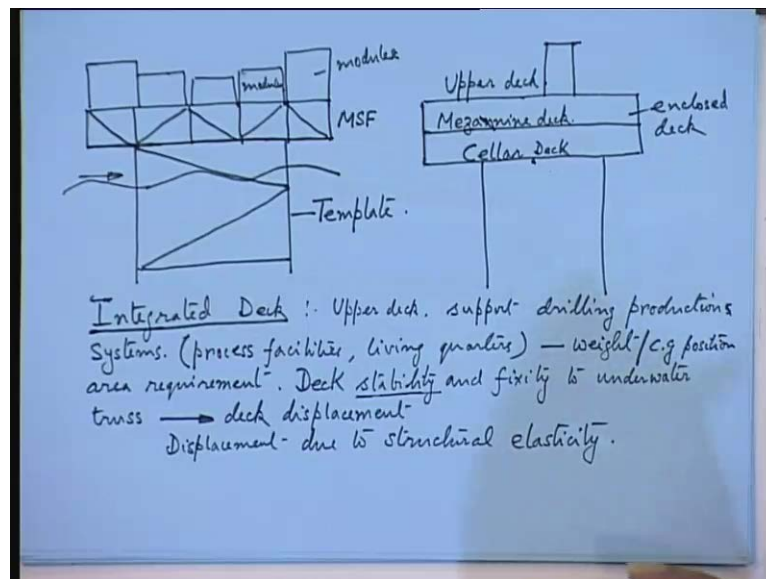 modules
module
MSF
Template.
Upper deck
Mezannine deck.
Cellar Deck
enclosed
deck
Integrated Deck :- Upper deck. support drilling productions
Systems. (process facilities, living quarters) — weight/c.g position
area requirement. Deck stability and fixity to underwater
truss → deck displacement
Displacement due to structural elasticity.